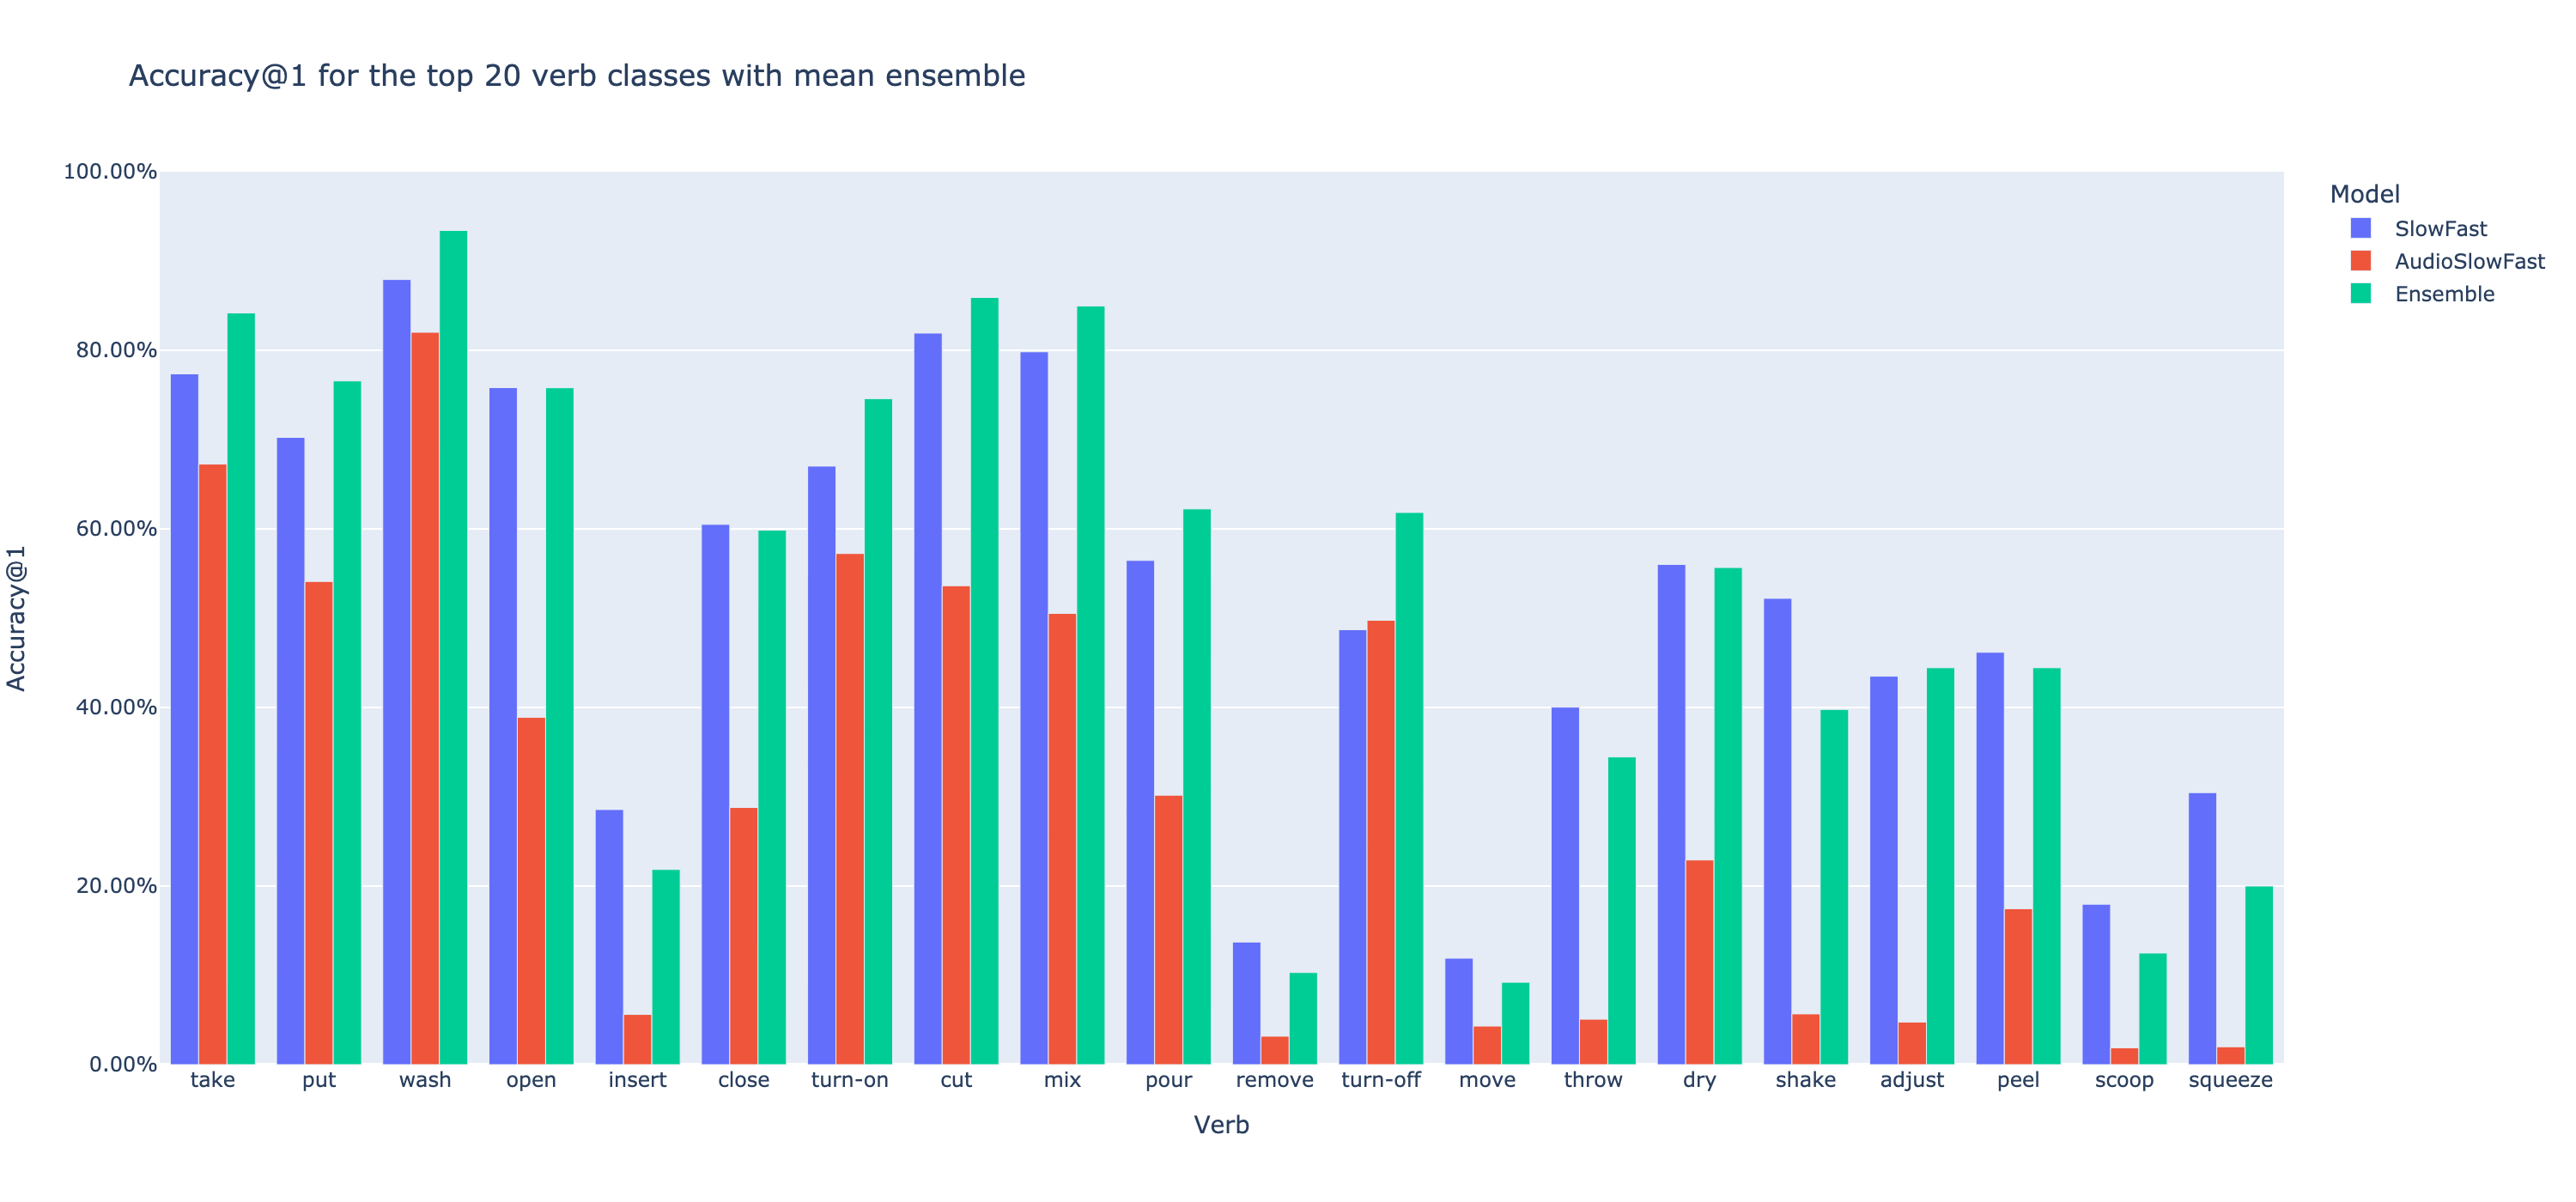 Accuracy@1 for the top 20 verb classes with mean ensemble
100.00%
80.00%
60.00%
40.00%
20.00%
0.00%
Accuracy@1
take put wash open insert close turn-on cut mix pour remove turn-off move throw dry shake adjust peel scoop squeeze
Verb
Model
SlowFast
AudioSlowFast
Ensemble